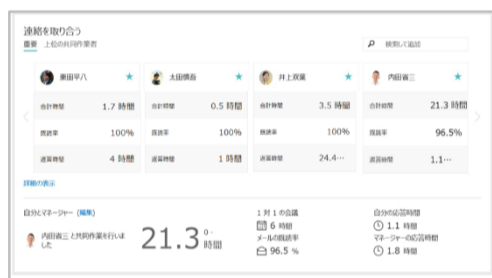 連絡を取り合う
重要 上位の共同作業者
検索して追加
東田平八 太田慎吾 井上双葉 内田省三
合計時間 1.7 時間 合計時間 0.5 時間 合計時間 3.5 時間 合計時間 21.3 時間
既読率 100% 既読率 100% 既読率 100% 既読率 96.5%
返答時間 4 時間 返答時間 1 時間 返答時間 24.4… 返答時間 1.1…
詳細の表示
自分とマネージャー (編集)
内田省三 と共同作業を行いま
した
21.3 時間
1 対 1 の会議
6 時間
メールの既読率
96.5 %
自分の応答時間
1.1 時間
マネージャーの応答時間
1.8 時間